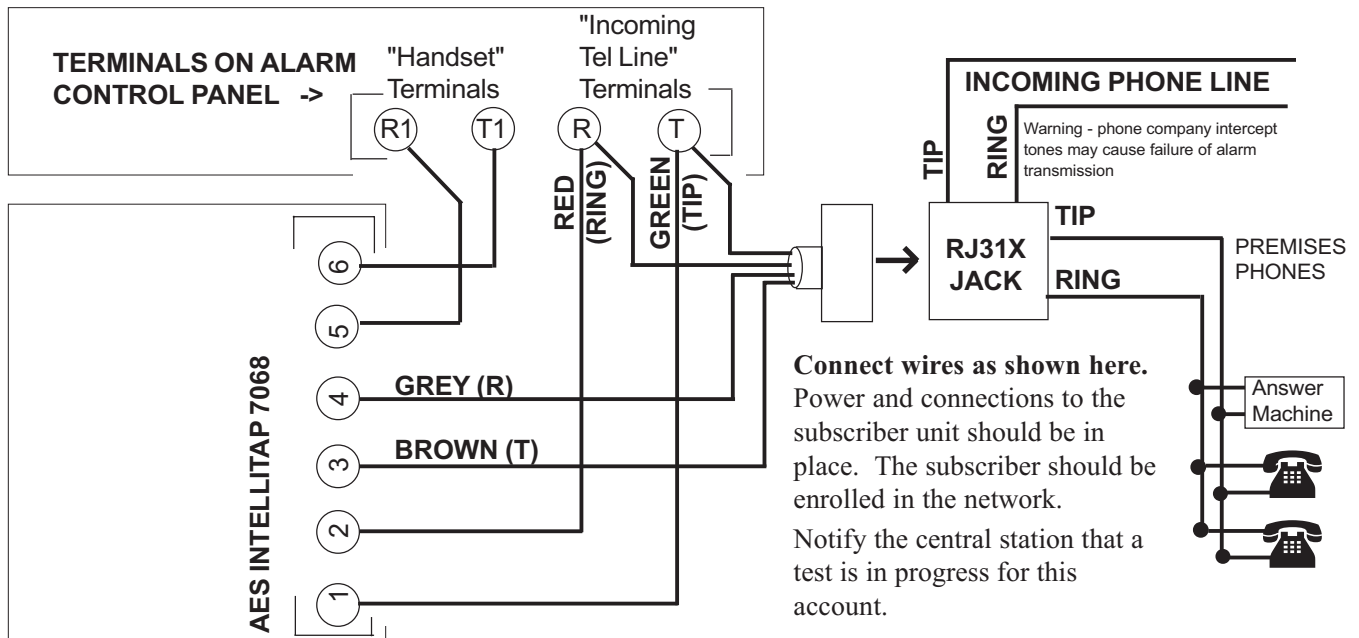 TERMINALS ON ALARM
CONTROL PANEL ->
"Handset"
Terminals
"Incoming
Tel Line"
Terminals
R1
T1
R
T
RED
(RING)
GREEN
(TIP)
TIP
RING
INCOMING PHONE LINE
Warning - phone company intercept
tones may cause failure of alarm
transmission
RJ31X
JACK
TIP
RING
PREMISES
PHONES
Answer
Machine
AES INTELLITAP 7068
6
5
4
3
2
1
GREY (R)
BROWN (T)
Connect wires as shown here.
Power and connections to the
subscriber unit should be in
place. The subscriber should be
enrolled in the network.
Notify the central station that a
test is in progress for this
account.